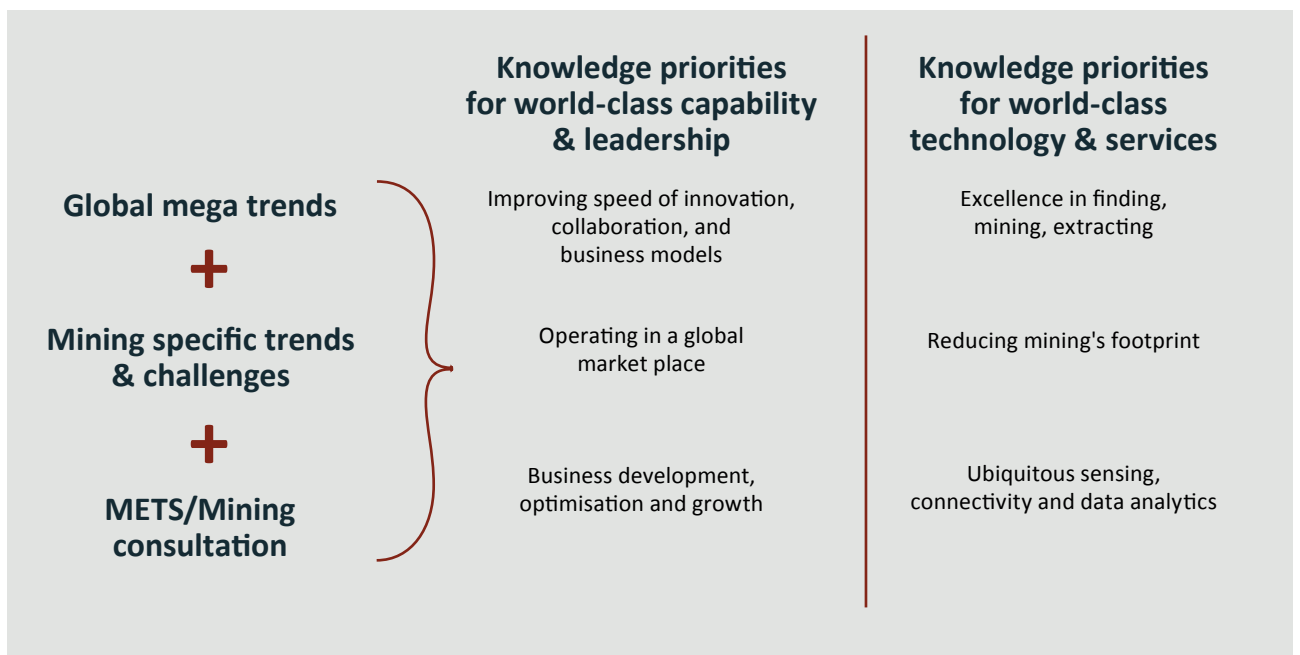 Global mega trends
+
Mining specific trends
& challenges
+
METS/Mining
consultation
Knowledge priorities
for world-class capability
& leadership
Improving speed of innovation,
collaboration, and
business models
Operating in a global
market place
Business development,
optimisation and growth
Knowledge priorities
for world-class
technology & services
Excellence in finding,
mining, extracting
Reducing mining's footprint
Ubiquitous sensing,
connectivity and data analytics